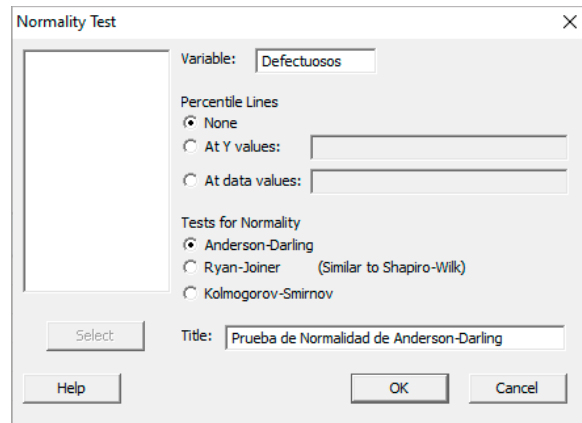 Normality Test
Variable: Defectuosos
Percentile Lines
None
At Y values:
At data values:
Tests for Normality
Anderson-Darling
Ryan-Joiner (Similar to Shapiro-Wilk)
Kolmogorov-Smirnov
Select
Title: Prueba de Normalidad de Anderson-Darling
Help
OK
Cancel